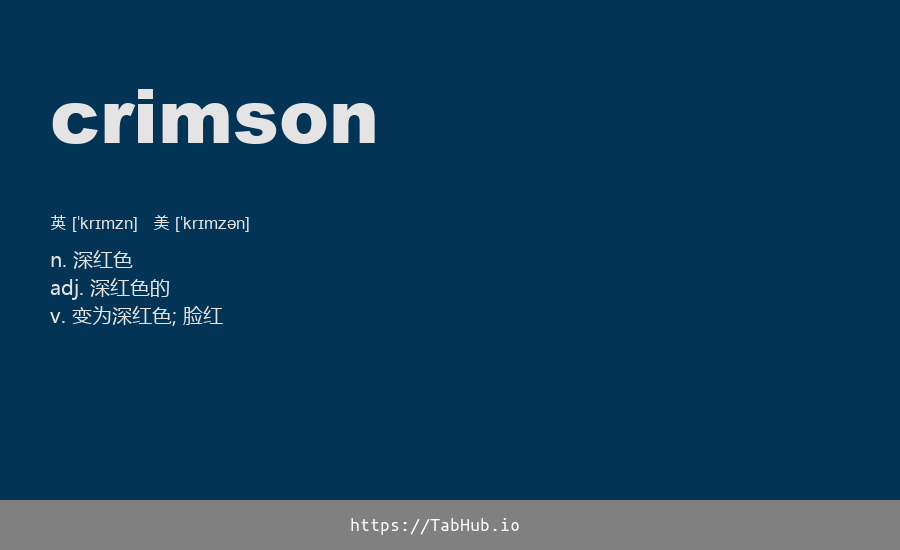 crimson
英 [ˈkrɪmzn] 美 [ˈkrɪmzən]
n. 深红色
adj. 深红色的
v. 变为深红色; 脸红
https://TabHub.io